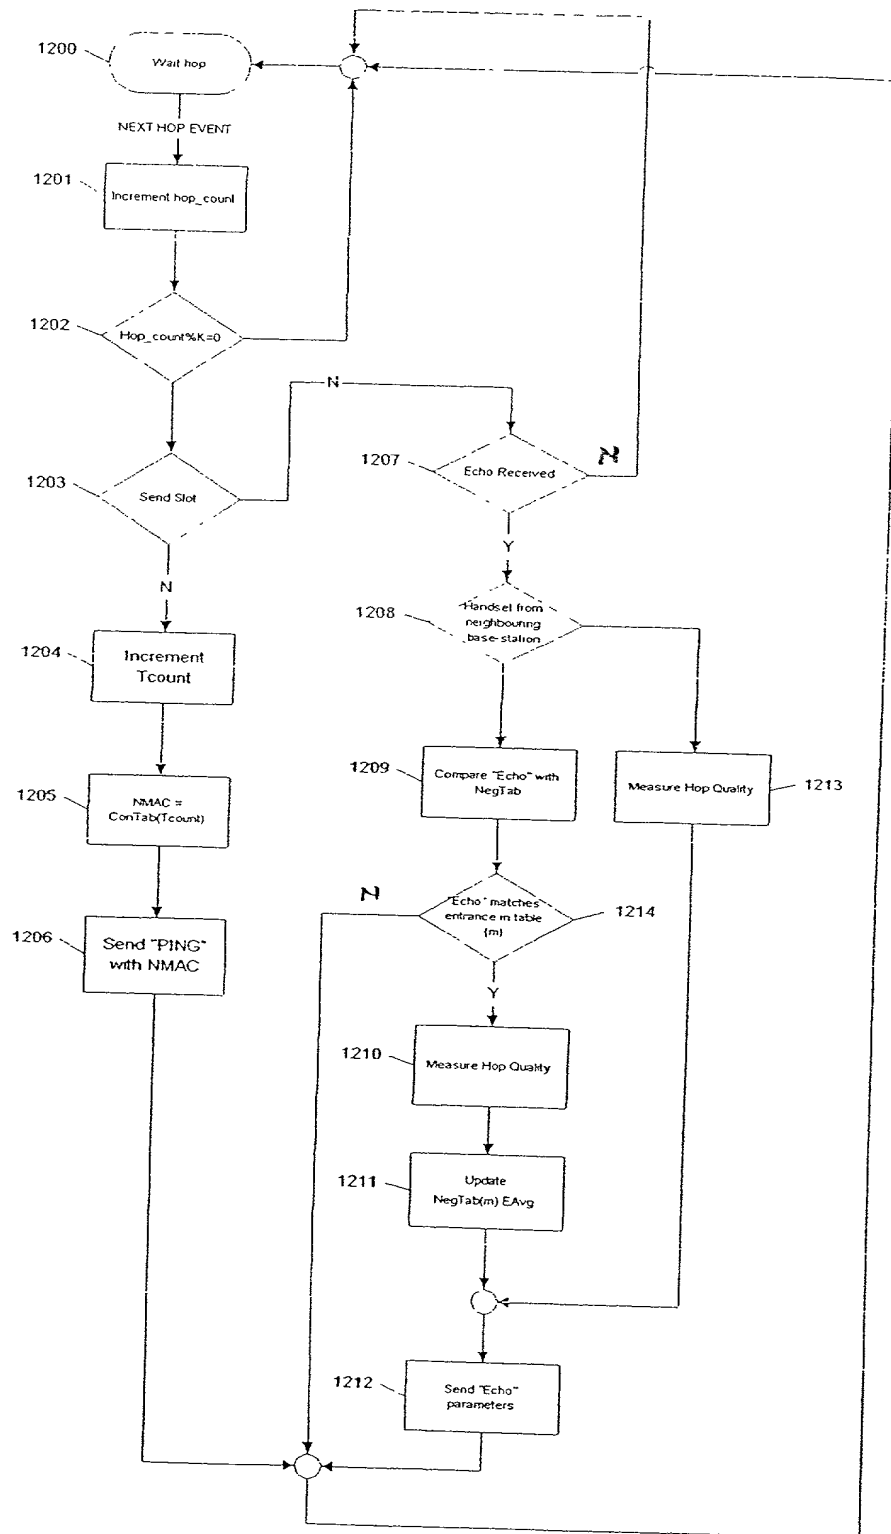 1200
Wait hop
NEXT HOP EVENT
1201
Increment hop_count
1202
Hop_count%K=0
N
1203
Send Slot
1207
Echo Received
N
N
Y
1204
Increment
Tcount
1208
Handset from
neighbouring
base-station
1205
NMAC =
ConTab(Tcount)
1209
Compare "Echo" with
NegTab
Measure Hop Quality
1213
1206
Send "PING"
with NMAC
N
"Echo" matches
entrance in table
(m)
1214
Y
1210
Measure Hop Quality
1211
Update
NegTab(m) EAvg
1212
Send "Echo"
parameters